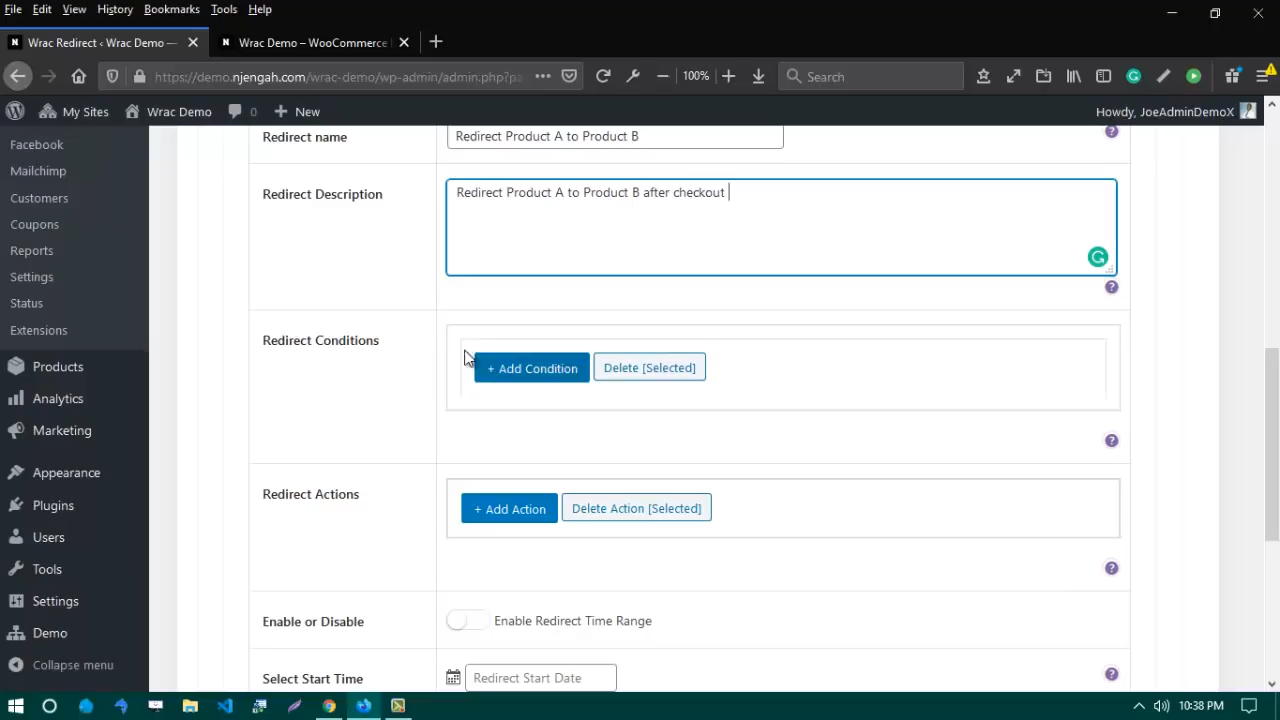 File Edit View History Bookmarks Tools Help
Wrac Redirect ‹ Wrac Demo —
Wrac Demo – WooCommerce
https://demo.njengah.com/wrac-demo/wp-admin/admin.php?pa
100%
Search
My Sites
Wrac Demo
0
New
Howdy, JoeAdminDemoX
Facebook
Mailchimp
Customers
Coupons
Reports
Settings
Status
Extensions
Products
Analytics
Marketing
Appearance
Plugins
Users
Tools
Settings
Demo
Collapse menu
Redirect name
Redirect Product A to Product B
Redirect Description
Redirect Product A to Product B after checkout
Redirect Conditions
+ Add Condition
Delete [Selected]
Redirect Actions
+ Add Action
Delete Action [Selected]
Enable or Disable
Enable Redirect Time Range
Select Start Time
Redirect Start Date
10:38 PM